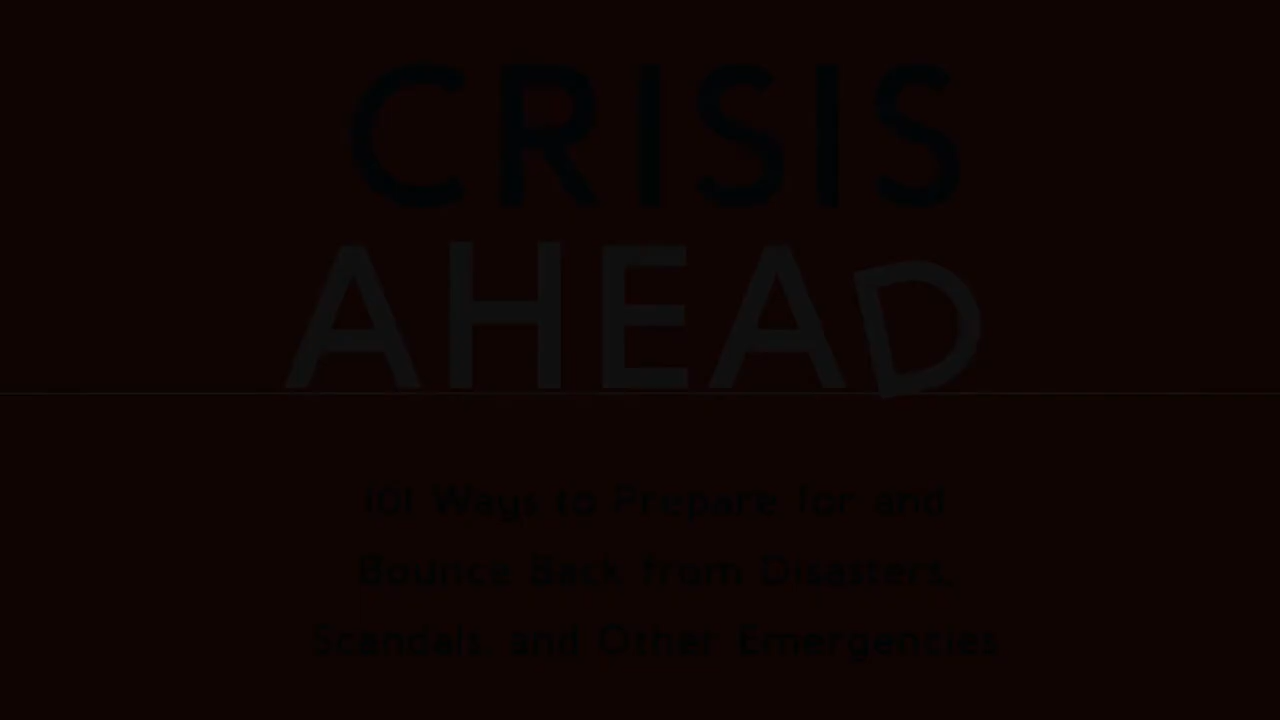 CRISIS
AHEAD
101 Ways to Prepare for and
Bounce Back from Disasters,
Scandals, and Other Emergencies